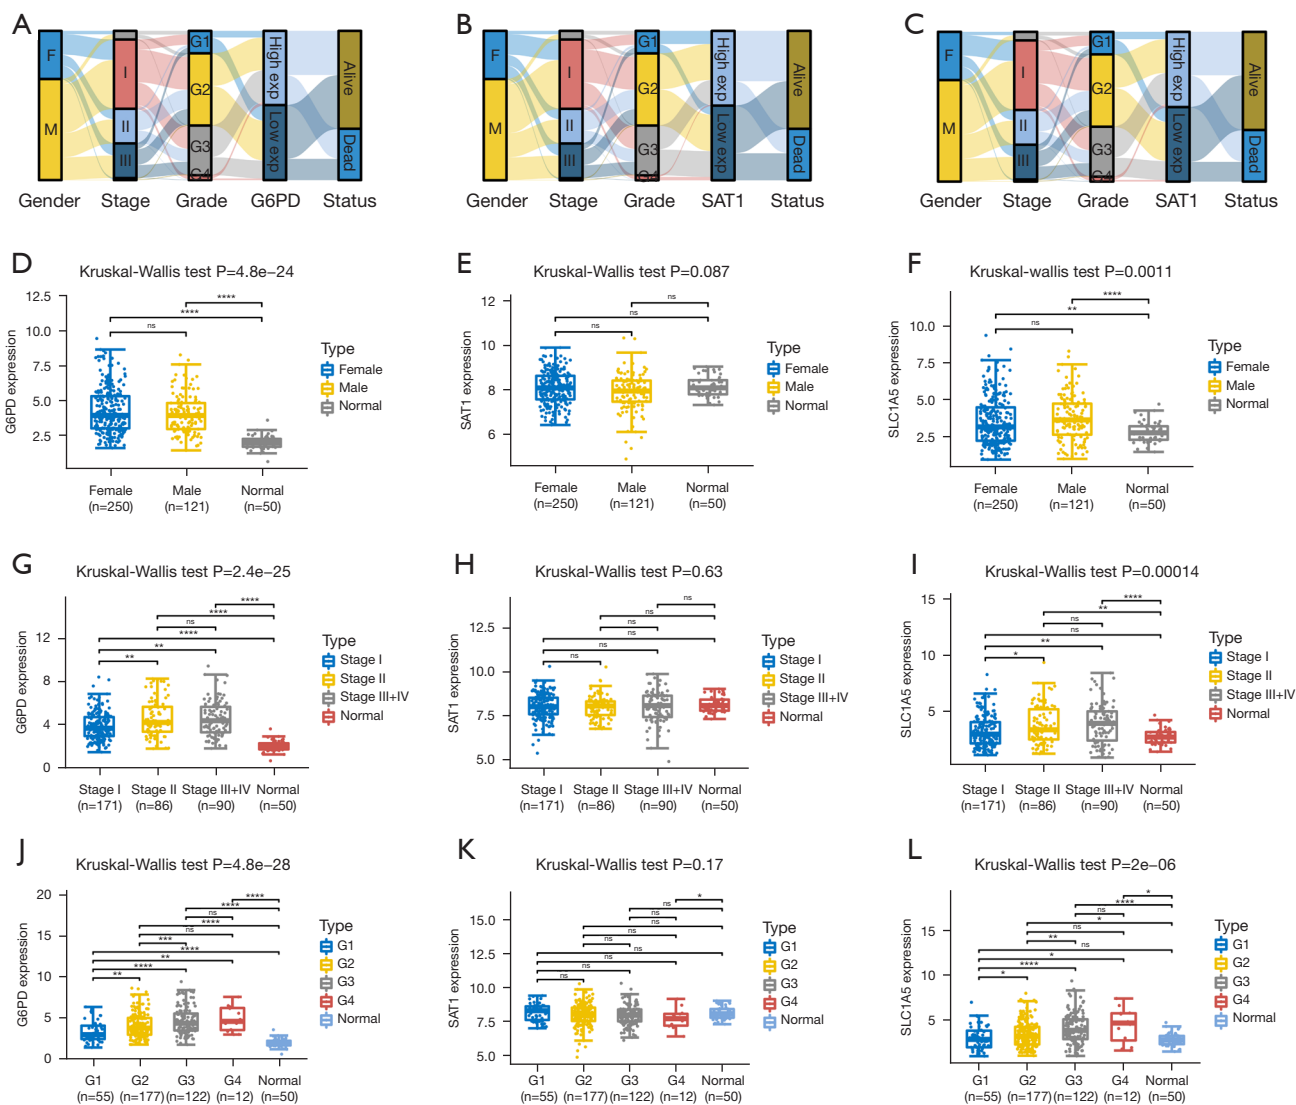 A
F
M
I
II
III
G1
G2
G3
G4
High exp
Low exp
Alive
Dead
Gender Stage Grade G6PD Status
B
F
M
I
II
III
G1
G2
G3
G4
High exp
Low exp
Alive
Dead
Gender Stage Grade SAT1 Status
C
F
M
I
II
III
G1
G2
G3
G4
High exp
Low exp
Alive
Dead
Gender Stage Grade SAT1 Status
D
Kruskal-Wallis test P=4.8e−24
G6PD expression
12.5
10.0
7.5
5.0
2.5
****
****
ns
Type
Female
Male
Normal
Female Male Normal
(n=250) (n=121) (n=50)
E
Kruskal-Wallis test P=0.087
SAT1 expression
12
10
8
6
ns
ns
ns
Type
Female
Male
Normal
Female Male Normal
(n=250) (n=121) (n=50)
F
Kruskal-wallis test P=0.0011
SLC1A5 expression
10.0
7.5
5.0
2.5
****
**
ns
Type
Female
Male
Normal
Female Male Normal
(n=250) (n=121) (n=50)
G
Kruskal-Wallis test P=2.4e−25
G6PD expression
12
8
4
0
****
****
ns
****
**
**
Type
Stage I
Stage II
Stage III+IV
Normal
Stage I Stage II Stage III+IV Normal
(n=171) (n=86) (n=90) (n=50)
H
Kruskal-Wallis test P=0.63
SAT1 expression
12.5
10.0
7.5
5.0
ns
ns
ns
ns
ns
ns
Type
Stage I
Stage II
Stage III+IV
Normal
Stage I Stage II Stage III+IV Normal
(n=171) (n=86) (n=90) (n=50)
I
Kruskal-Wallis test P=0.00014
SLC1A5 expression
15
10
5
****
**
ns
ns
**
*
Type
Stage I
Stage II
Stage III+IV
Normal
Stage I Stage II Stage III+IV Normal
(n=171) (n=86) (n=90) (n=50)
J
Kruskal-Wallis test P=4.8e−28
G6PD expression
20
15
10
5
0
****
****
ns
****
ns
***
****
**
****
**
Type
G1
G2
G3
G4
Normal
G1 G2 G3 G4 Normal
(n=55) (n=177) (n=122) (n=12) (n=50)
K
Kruskal-Wallis test P=0.17
SAT1 expression
15.0
12.5
10.0
7.5
5.0
*
ns
ns
ns
ns
ns
ns
ns
ns
ns
Type
G1
G2
G3
G4
Normal
G1 G2 G3 G4 Normal
(n=55) (n=177) (n=122) (n=12) (n=50)
L
Kruskal-Wallis test P=2e−06
SLC1A5 expression
15
10
5
*
****
ns
*
ns
**
ns
*
****
*
Type
G1
G2
G3
G4
Normal
G1 G2 G3 G4 Normal
(n=55) (n=177) (n=122) (n=12) (n=50)